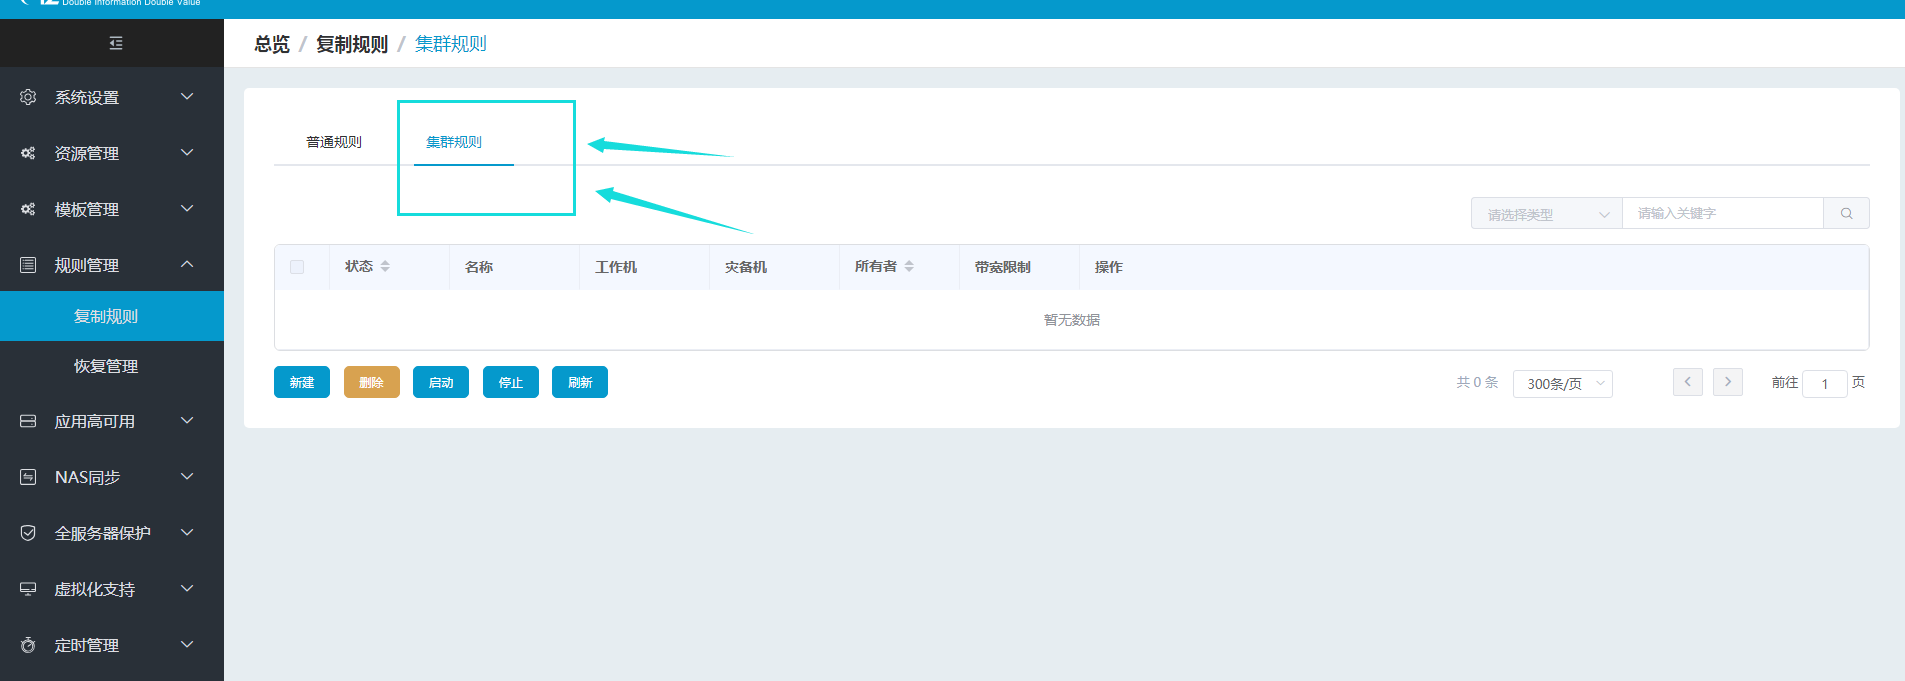 Double Information Double Value
总览 / 复制规则 / 集群规则
系统设置
资源管理
模板管理
规则管理
复制规则
恢复管理
应用高可用
NAS同步
全服务器保护
虚拟化支持
定时管理
普通规则 集群规则
请选择类型 请输入关键字
状态 名称 工作机 灾备机 所有者 带宽限制 操作
暂无数据
新建 删除 启动 停止 刷新 共 0 条 300条/页 前往 1 页